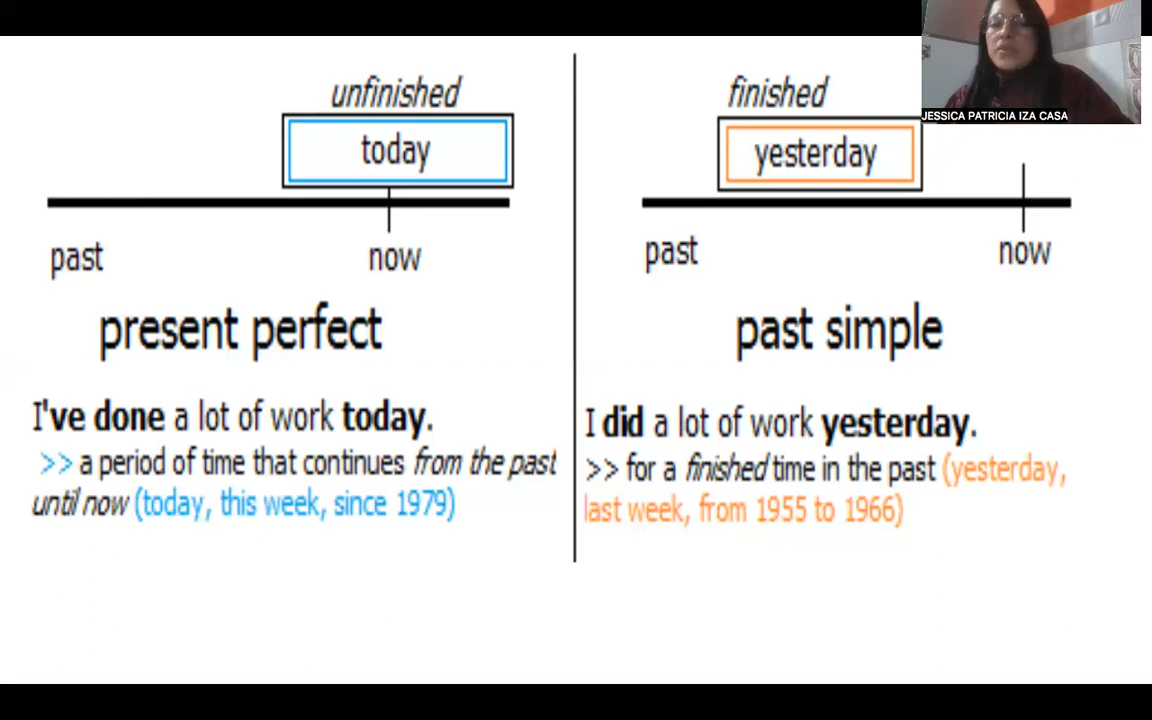 unfinished
today
past
now
present perfect
I've done a lot of work today.
>> a period of time that continues from the past
until now (today, this week, since 1979)
finished
yesterday
past
now
past simple
I did a lot of work yesterday.
>> for a finished time in the past (yesterday,
last week, from 1955 to 1966)
JESSICA PATRICIA IZA CASA